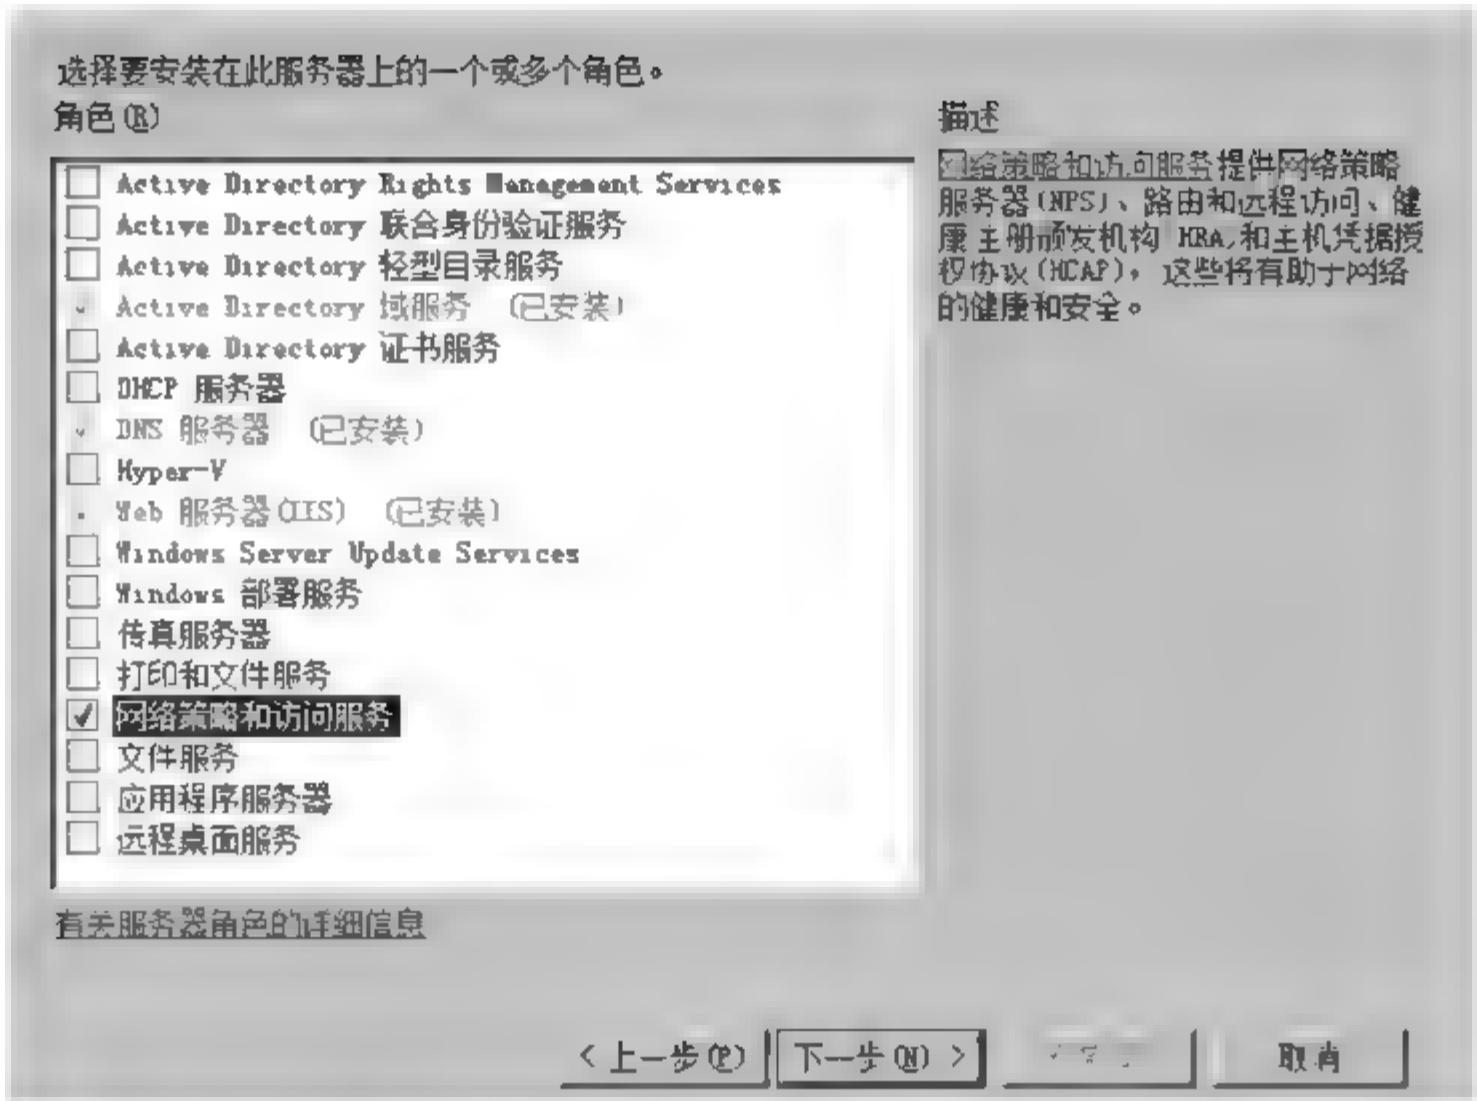 选择要安装在此服务器上的一个或多个角色。
角色(R)
Active Directory Rights Management Services
Active Directory 联合身份验证服务
Active Directory 轻型目录服务
Active Directory 域服务 (已安装)
Active Directory 证书服务
DHCP 服务器
DNS 服务器 (已安装)
Hyper-V
Web 服务器(IIS) (已安装)
Windows Server Update Services
Windows 部署服务
传真服务器
打印和文件服务
网络策略和访问服务
文件服务
应用程序服务器
远程桌面服务
有关服务器角色的详细信息
描述
网络策略和访问服务提供网络策略
服务器(NPS)、路由和远程访问、健
康注册颁发机构 HRA,和主机凭据授
权协议(HCAP)，这些将有助于网络
的健康和安全。
< 上一步(P)
下一步(N) >
取消